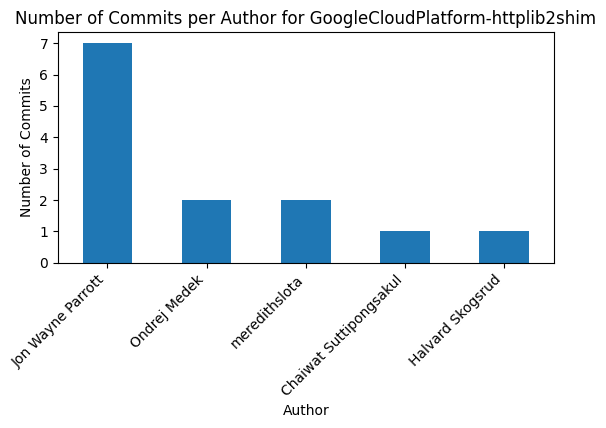 Number of Commits per Author for GoogleCloudPlatform-httplib2shim
Number of Commits
7
6
5
4
3
2
1
0
Jon Wayne Parrott
Ondrej Medek
meredithslota
Chaiwat Suttipongsakul
Halvard Skogsrud
Author